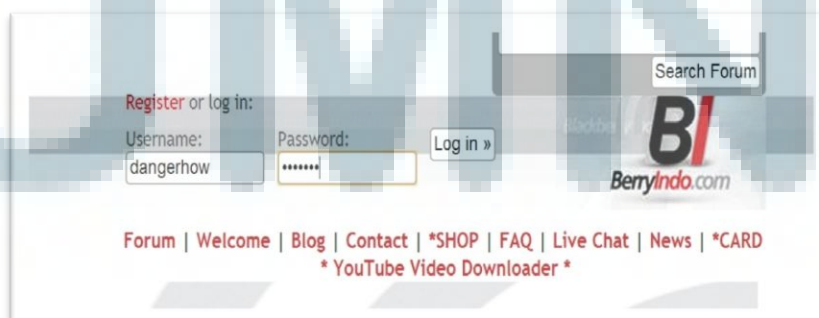 Search Forum
Register or log in:
Username: Password:
dangerhow ••••••• Log in »
BI
BerryIndo.com
Forum | Welcome | Blog | Contact | *SHOP | FAQ | Live Chat | News | *CARD
* YouTube Video Downloader *